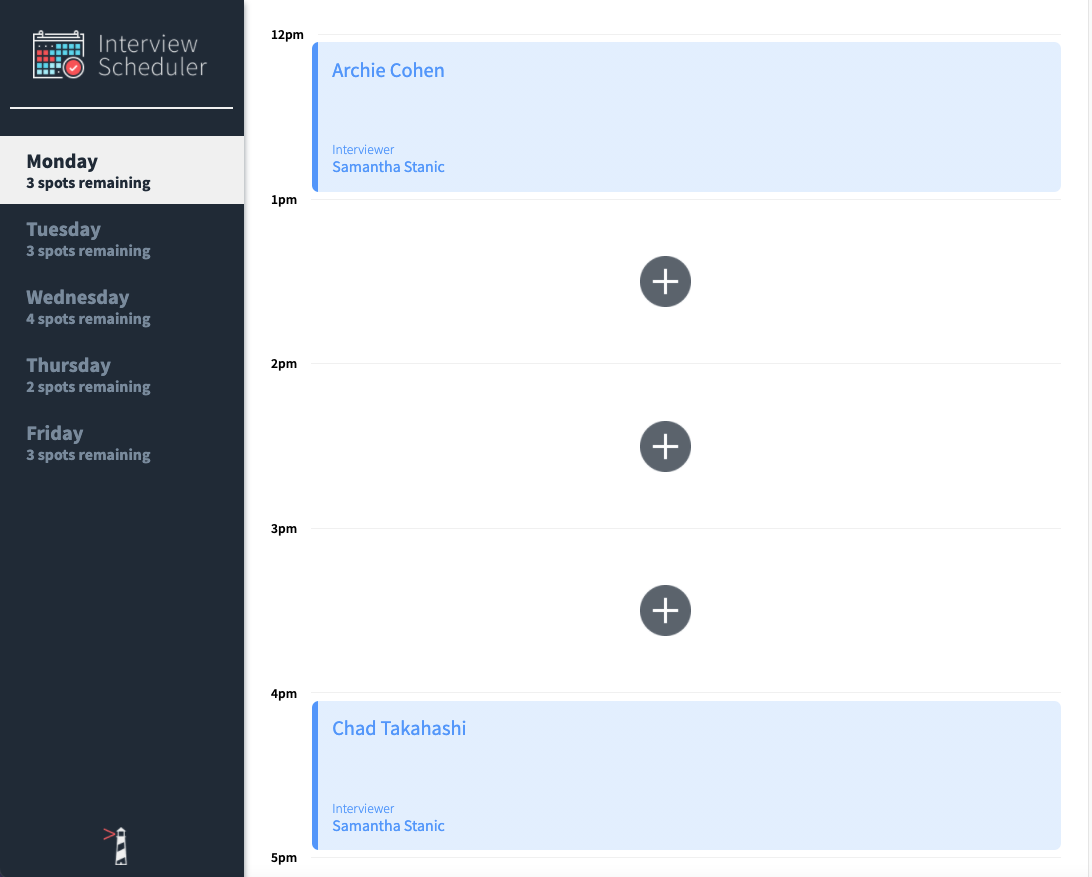 Interview
Scheduler
Monday
3 spots remaining
Tuesday
3 spots remaining
Wednesday
4 spots remaining
Thursday
2 spots remaining
Friday
3 spots remaining
12pm
Archie Cohen
Interviewer
Samantha Stanic
1pm
2pm
3pm
4pm
Chad Takahashi
Interviewer
Samantha Stanic
5pm